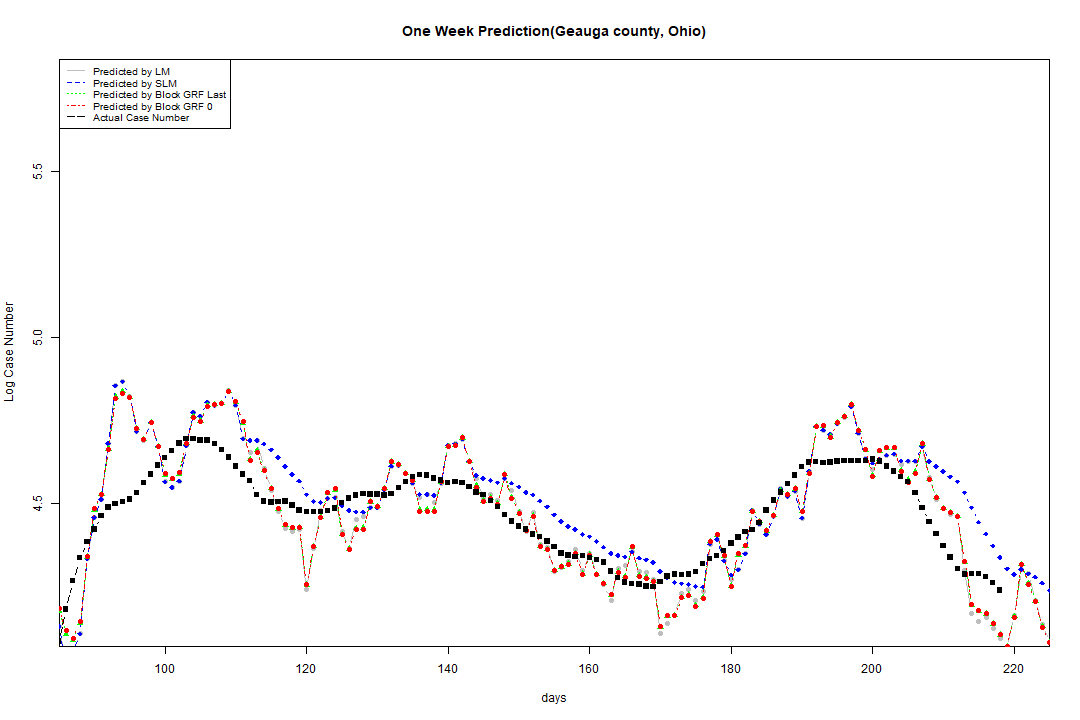 One Week Prediction(Geauga county, Ohio)
Predicted by LM
Predicted by SLM
Predicted by Block GRF Last
Predicted by Block GRF 0
Actual Case Number
Log Case Number
5.5
5.0
4.5
100 120 140 160 180 200 220
days